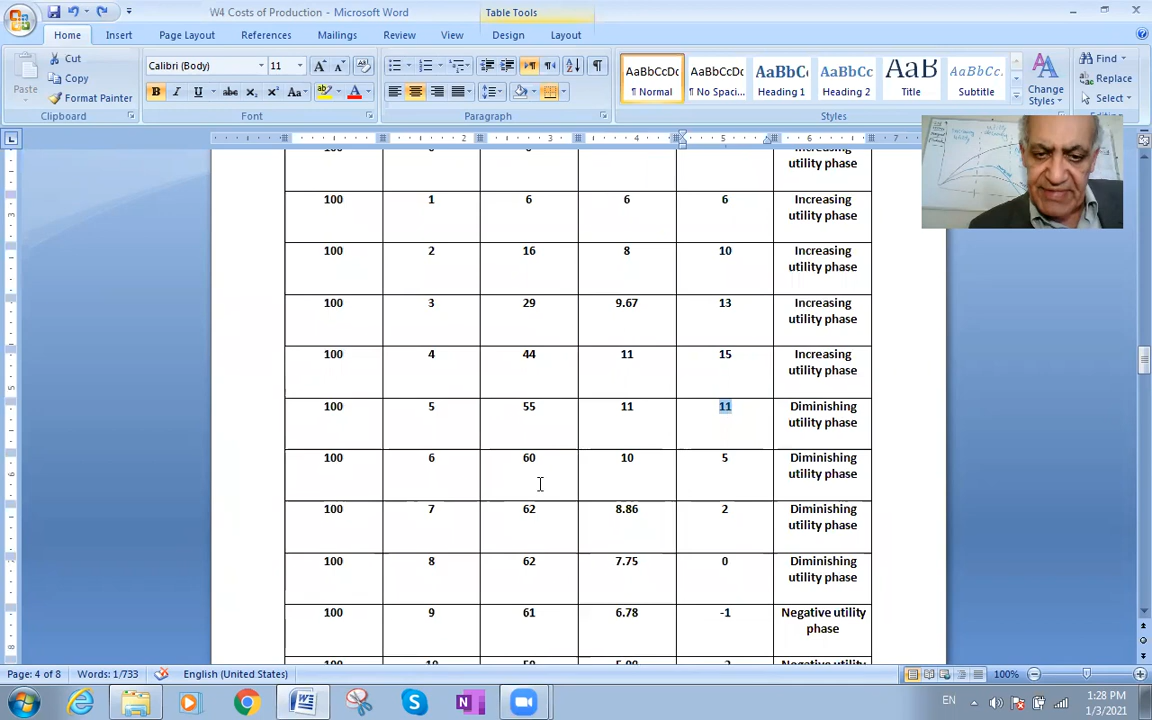 W4 Costs of Production - Microsoft Word
Table Tools
Home Insert Page Layout References Mailings Review View Design Layout
Paste
Cut
Copy
Format Painter
Clipboard
Calibri (Body) 11
Font
Paragraph
AaBbCcDc AaBbCcDc AaBbC AaBbCc AaB AaBbCc.
¶ Normal ¶ No Spaci... Heading 1 Heading 2 Title Subtitle
Change Styles
Styles
Find
Replace
Select
utility phase
100 1 6 6 6 Increasing utility phase
100 2 16 8 10 Increasing utility phase
100 3 29 9.67 13 Increasing utility phase
100 4 44 11 15 Increasing utility phase
100 5 55 11 11 Diminishing utility phase
100 6 60 10 5 Diminishing utility phase
100 7 62 8.86 2 Diminishing utility phase
100 8 62 7.75 0 Diminishing utility phase
100 9 61 6.78 -1 Negative utility phase
Page: 4 of 8 Words: 1/733 English (United States) 100%
EN 1:28 PM
1/3/2021